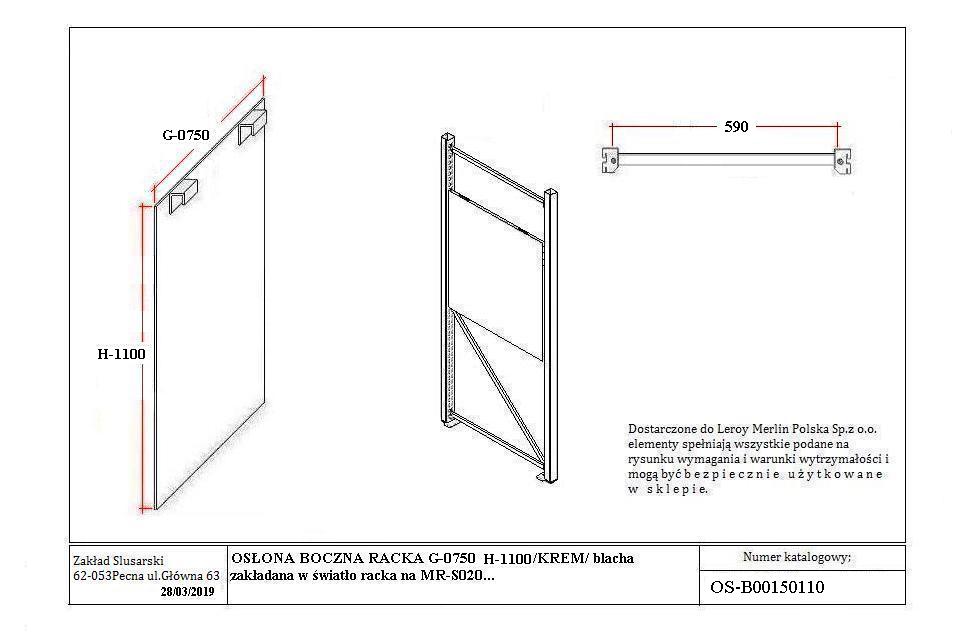 G-0750
590
H-1100
Dostarczone do Leroy Merlin Polska Sp.z o.o.
elementy spełniają wszystkie podane na
rysunku wymagania i warunki wytrzymałości i
mogą być bezpiecznie użytkowane
w sklepie.
Zakład Slusarski
62-053Pecna ul.Główna 63
28/03/2019
OSŁONA BOCZNA RACKA G-0750 H-1100/KREM/ blacha
zakładana w światło racka na MR-S020...
Numer katalogowy;
OS-B00150110